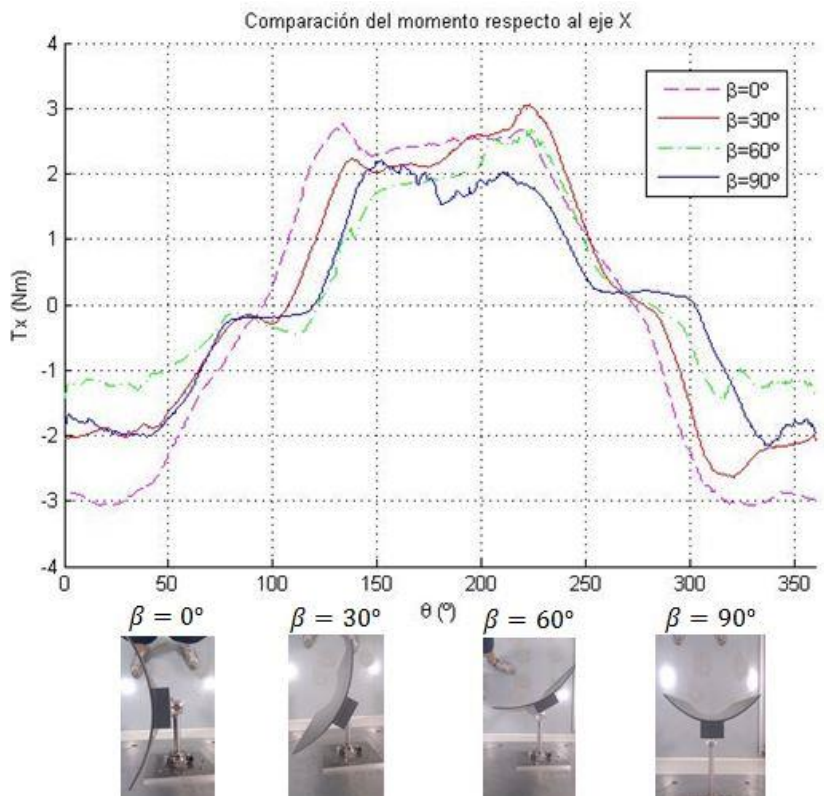 Comparación del momento respecto al eje X
4
3
2
1
0
-1
-2
-3
-4
Tx (Nm)
β=0º
β=30º
β=60º
β=90º
0 50 100 150 200 250 300 350
θ (º)
β = 0º β = 30º β = 60º β = 90º